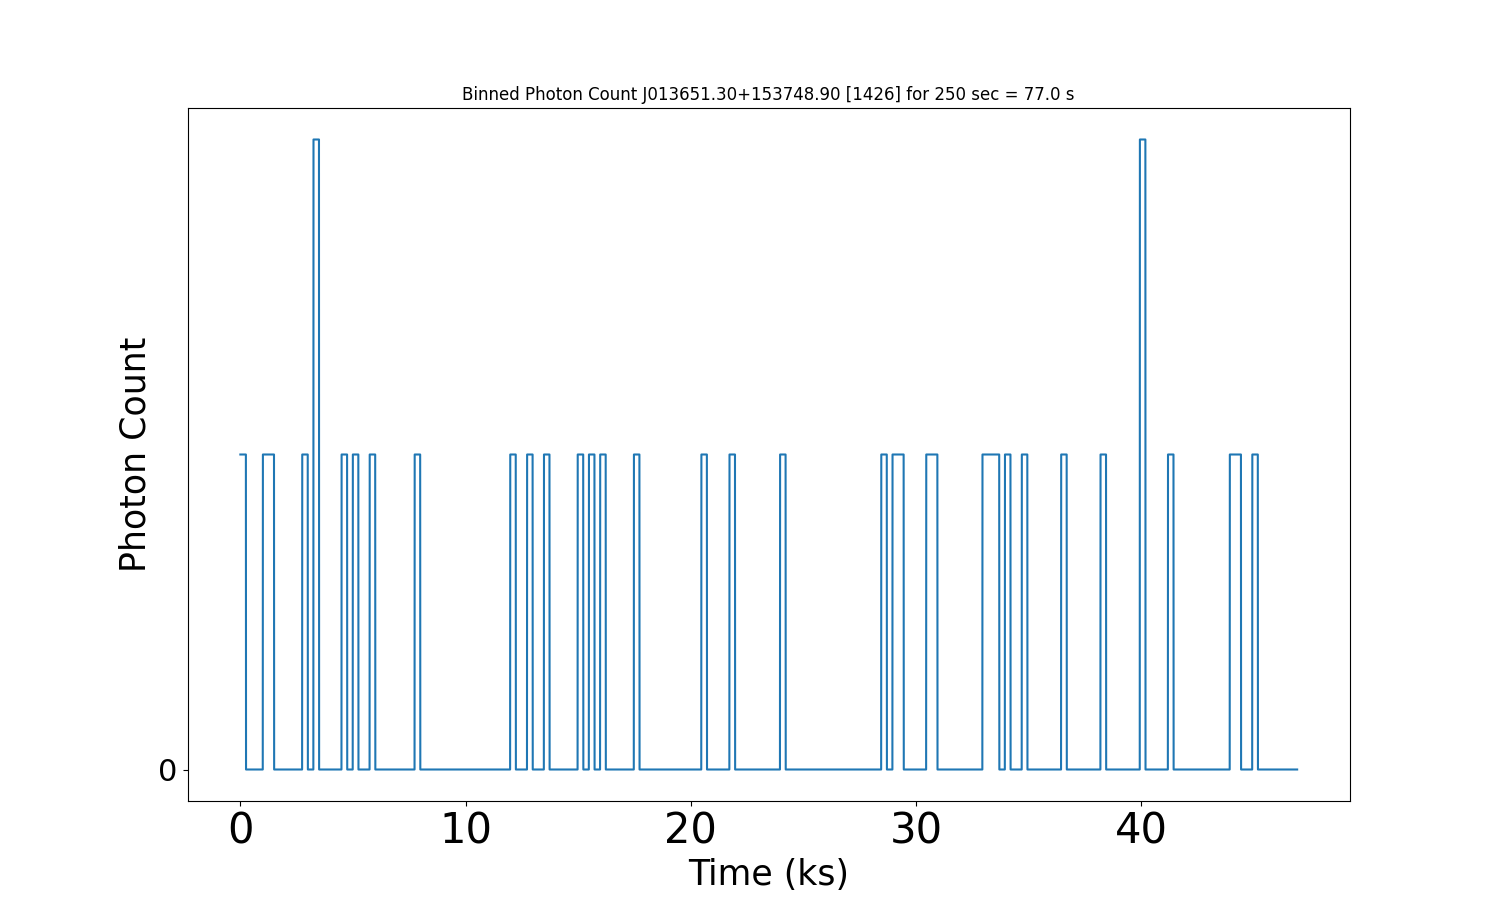 Binned Photon Count J013651.30+153748.90 [1426] for 250 sec = 77.0 s
Photon Count
0
0 10 20 30 40
Time (ks)